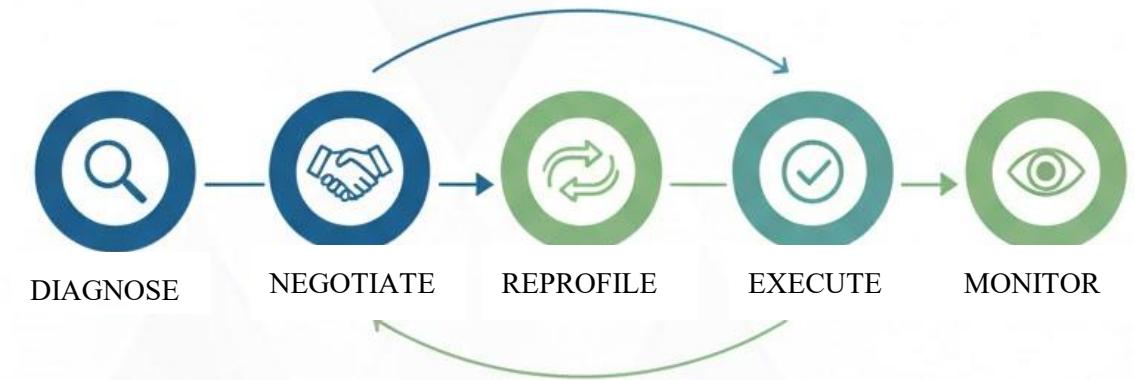 DIAGNOSE
NEGOTIATE
REPROFILE
EXECUTE
MONITOR